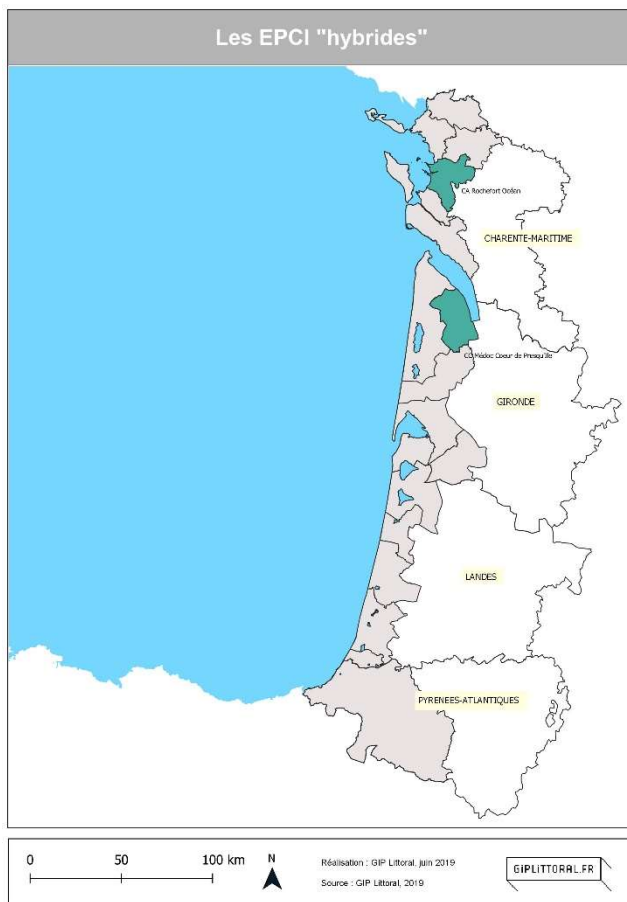 Les EPCI "hybrides"
CA Rochefort Océan
CHARENTE-MARITIME
CC Médoc Coeur de Presqu'île
GIRONDE
LANDES
PYRENEES-ATLANTIQUES
0 50 100 km
N
Réalisation : GIP Littoral, juin 2019
Source : GIP Littoral, 2019
GIPLITTORAL.FR